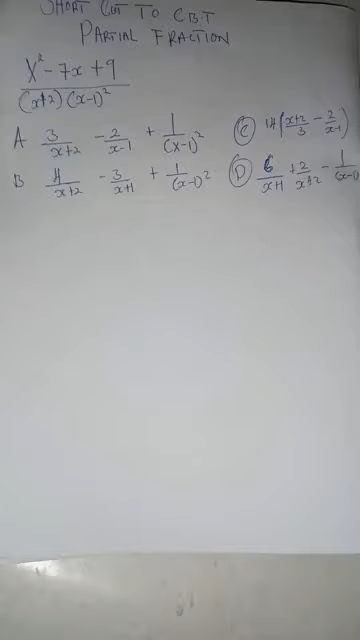 SHORT CUT TO CBT
PARTIAL FRACTION
x² - 7x + 9
(x+2) (x-1)²
A 3/(x+2) - 2/(x-1) + 1/(x-1)²
B 4/(x+2) - 3/(x+1) + 1/(x-1)²
C 14((x+2)/3 - 2/(x-1))
D 6/(x+1) + 2/(x+2) - 1/(x-1)